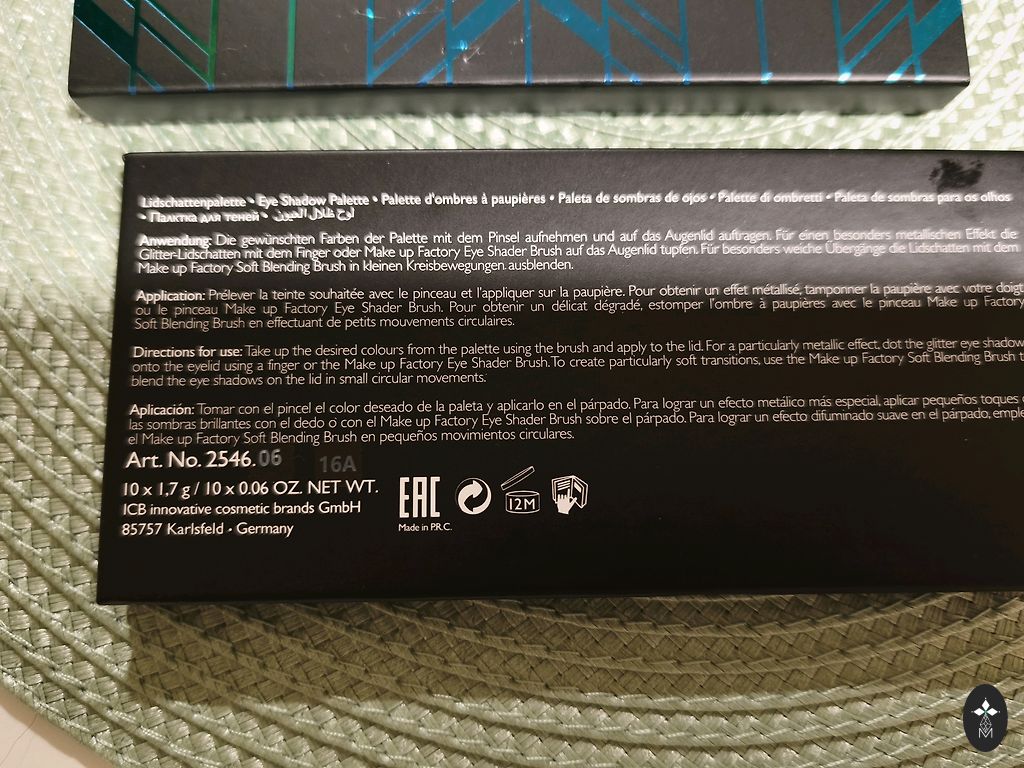 Lidschattenpalette • Eye Shadow Palette • Palette d'ombres à paupières • Paleta de sombras de ojos • Palette di ombretti • Paleta de sombras para os olhos
• Палитка для теней • لوح ظلال العيون
Anwendung: Die gewünschten Farben der Palette mit dem Pinsel aufnehmen und auf das Augenlid auftragen. Für einen besonders metallischen Effekt die
Glitter-Lidschatten mit dem Finger oder Make up Factory Eye Shader Brush auf das Augenlid tupfen. Für besonders weiche Übergänge die Lidschatten mit dem
Make up Factory Soft Blending Brush in kleinen Kreisbewegungen ausblenden.
Application: Prélever la teinte souhaitée avec le pinceau et l'appliquer sur la paupière. Pour obtenir un effet métallisé, tamponner la paupière avec votre doigt
ou le pinceau Make up Factory Eye Shader Brush. Pour obtenir un délicat dégradé, estomper l'ombre à paupières avec le pinceau Make up Factory
Soft Blending Brush en effectuant de petits mouvements circulaires.
Directions for use: Take up the desired colours from the palette using the brush and apply to the lid. For a particularly metallic effect, dot the glitter eye shadow
onto the eyelid using a finger or the Make up Factory Eye Shader Brush. To create particularly soft transitions, use the Make up Factory Soft Blending Brush t
blend the eye shadows on the lid in small circular movements.
Aplicación: Tomar con el pincel el color deseado de la paleta y aplicarlo en el párpado. Para lograr un efecto metálico más especial, aplicar pequeños toques
las sombras brillantes con el dedo o con el Make up Factory Eye Shader Brush sobre el párpado. Para lograr un efecto difuminado suave en el párpado, emple
el Make up Factory Soft Blending Brush en pequeños movimientos circulares.
Art. No. 2546.06 16A
10 x 1,7 g / 10 x 0.06 OZ. NET WT.
ICB innovative cosmetic brands GmbH
85757 Karlsfeld • Germany
EAC
Made in P.R.C.
12M
M